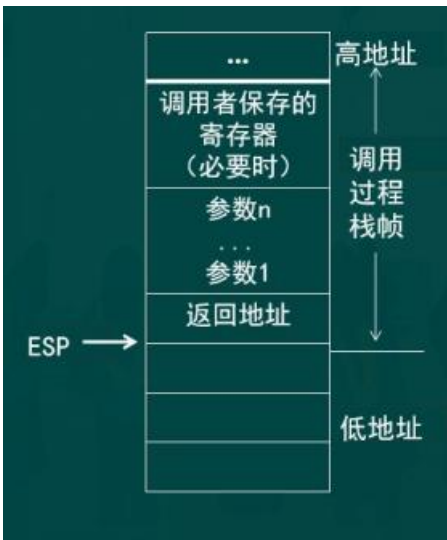 ...
高地址
调用者保存的
寄存器
（必要时）
调用
过程
栈帧
参数n
...
参数1
返回地址
ESP
低地址